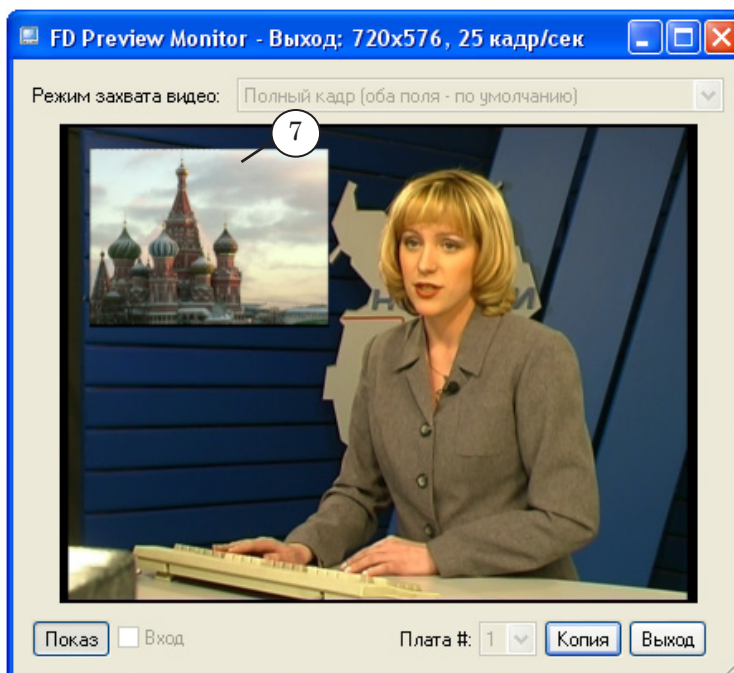 FD Preview Monitor - Выход: 720x576, 25 кадр/сек
Режим захвата видео: Полный кадр (оба поля - по умолчанию)
7
Показ Вход Плата #: 1 Копия Выход